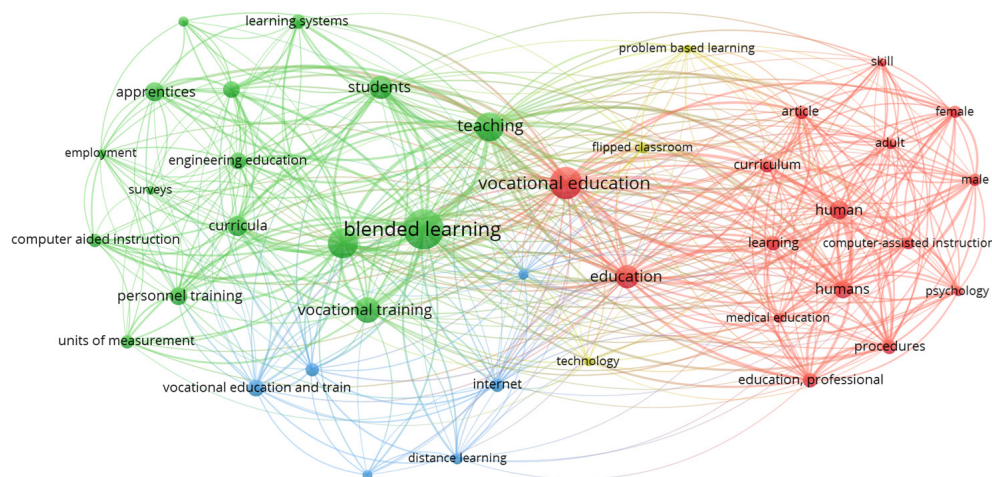 learning systems
problem based learning
skill
students
apprentices
article
female
teaching
adult
employment
engineering education
flipped classroom
curriculum
surveys
vocational education
male
human
curricula
blended learning
computer aided instruction
learning
computer-assisted instruction
education
personnel training
humans
psychology
vocational training
medical education
units of measurement
procedures
technology
vocational education and train
internet
education, professional
distance learning